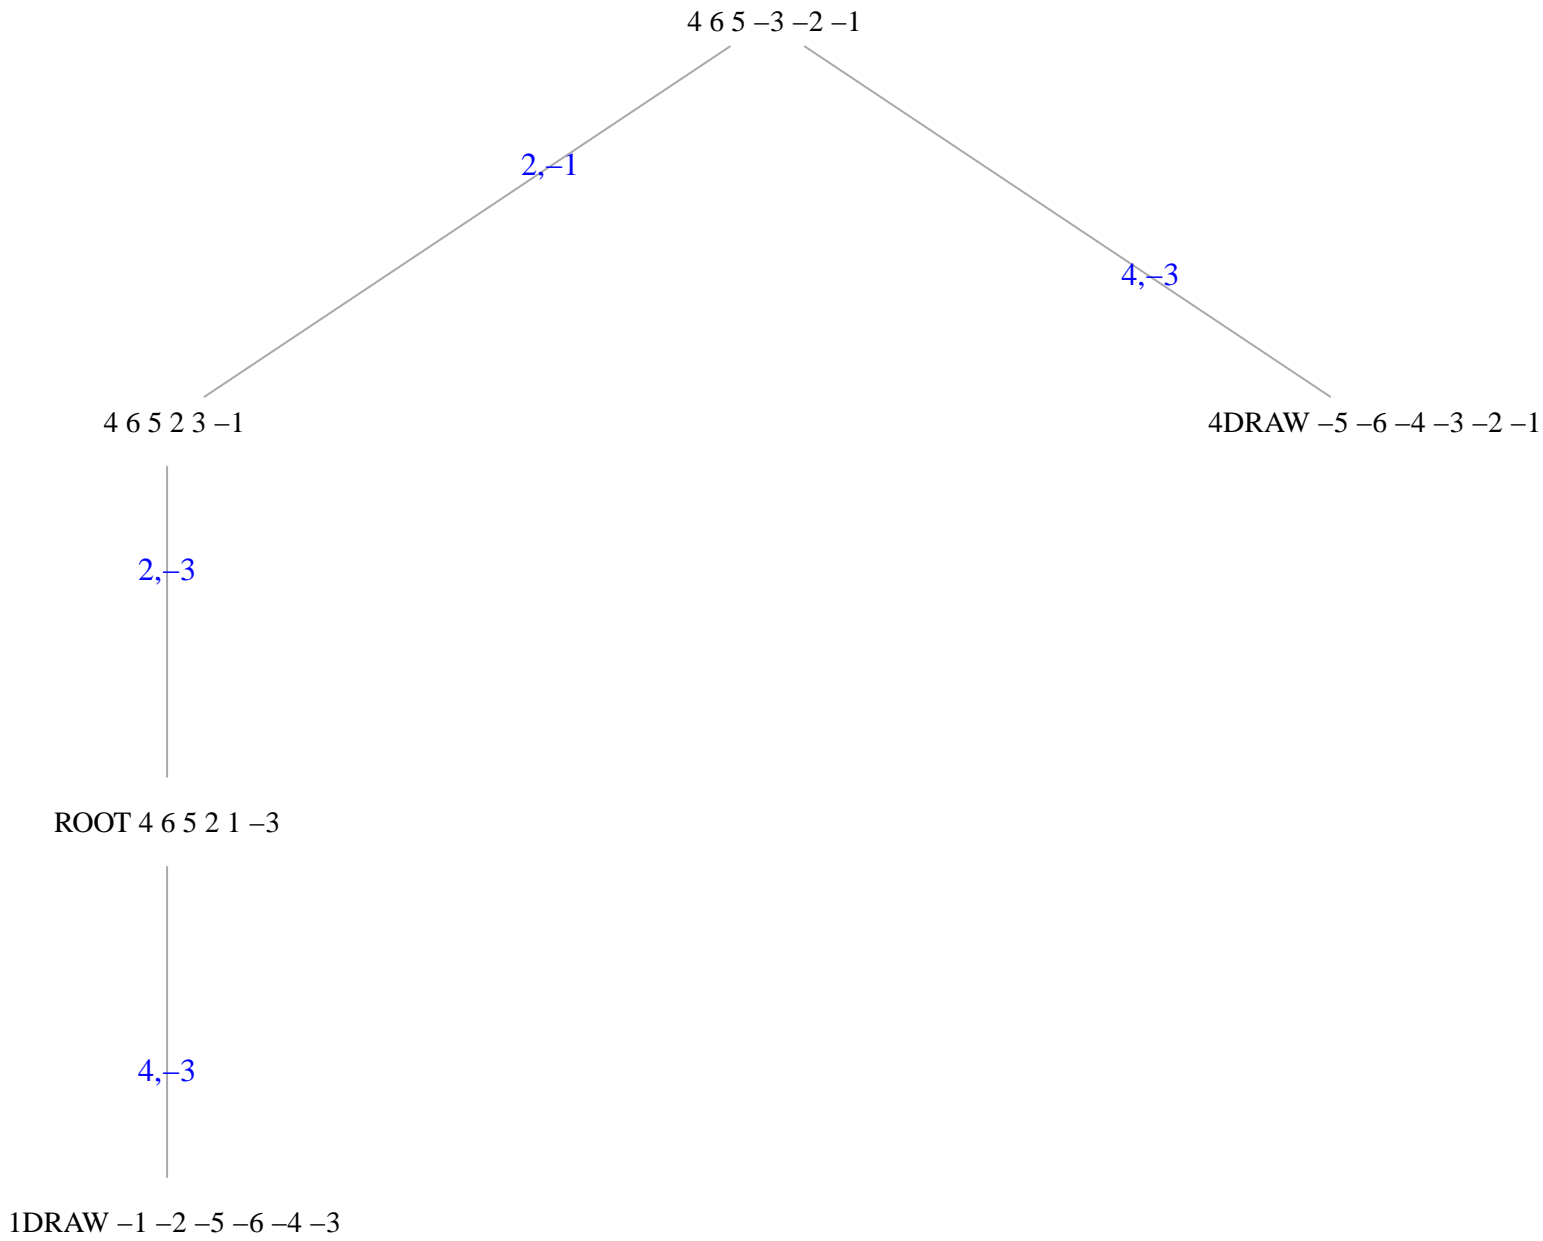 4 6 5 –3 –2 –1
2,–1
4,–3
4 6 5 2 3 –1
4DRAW –5 –6 –4 –3 –2 –1
2,–3
ROOT 4 6 5 2 1 –3
4,–3
1DRAW –1 –2 –5 –6 –4 –3